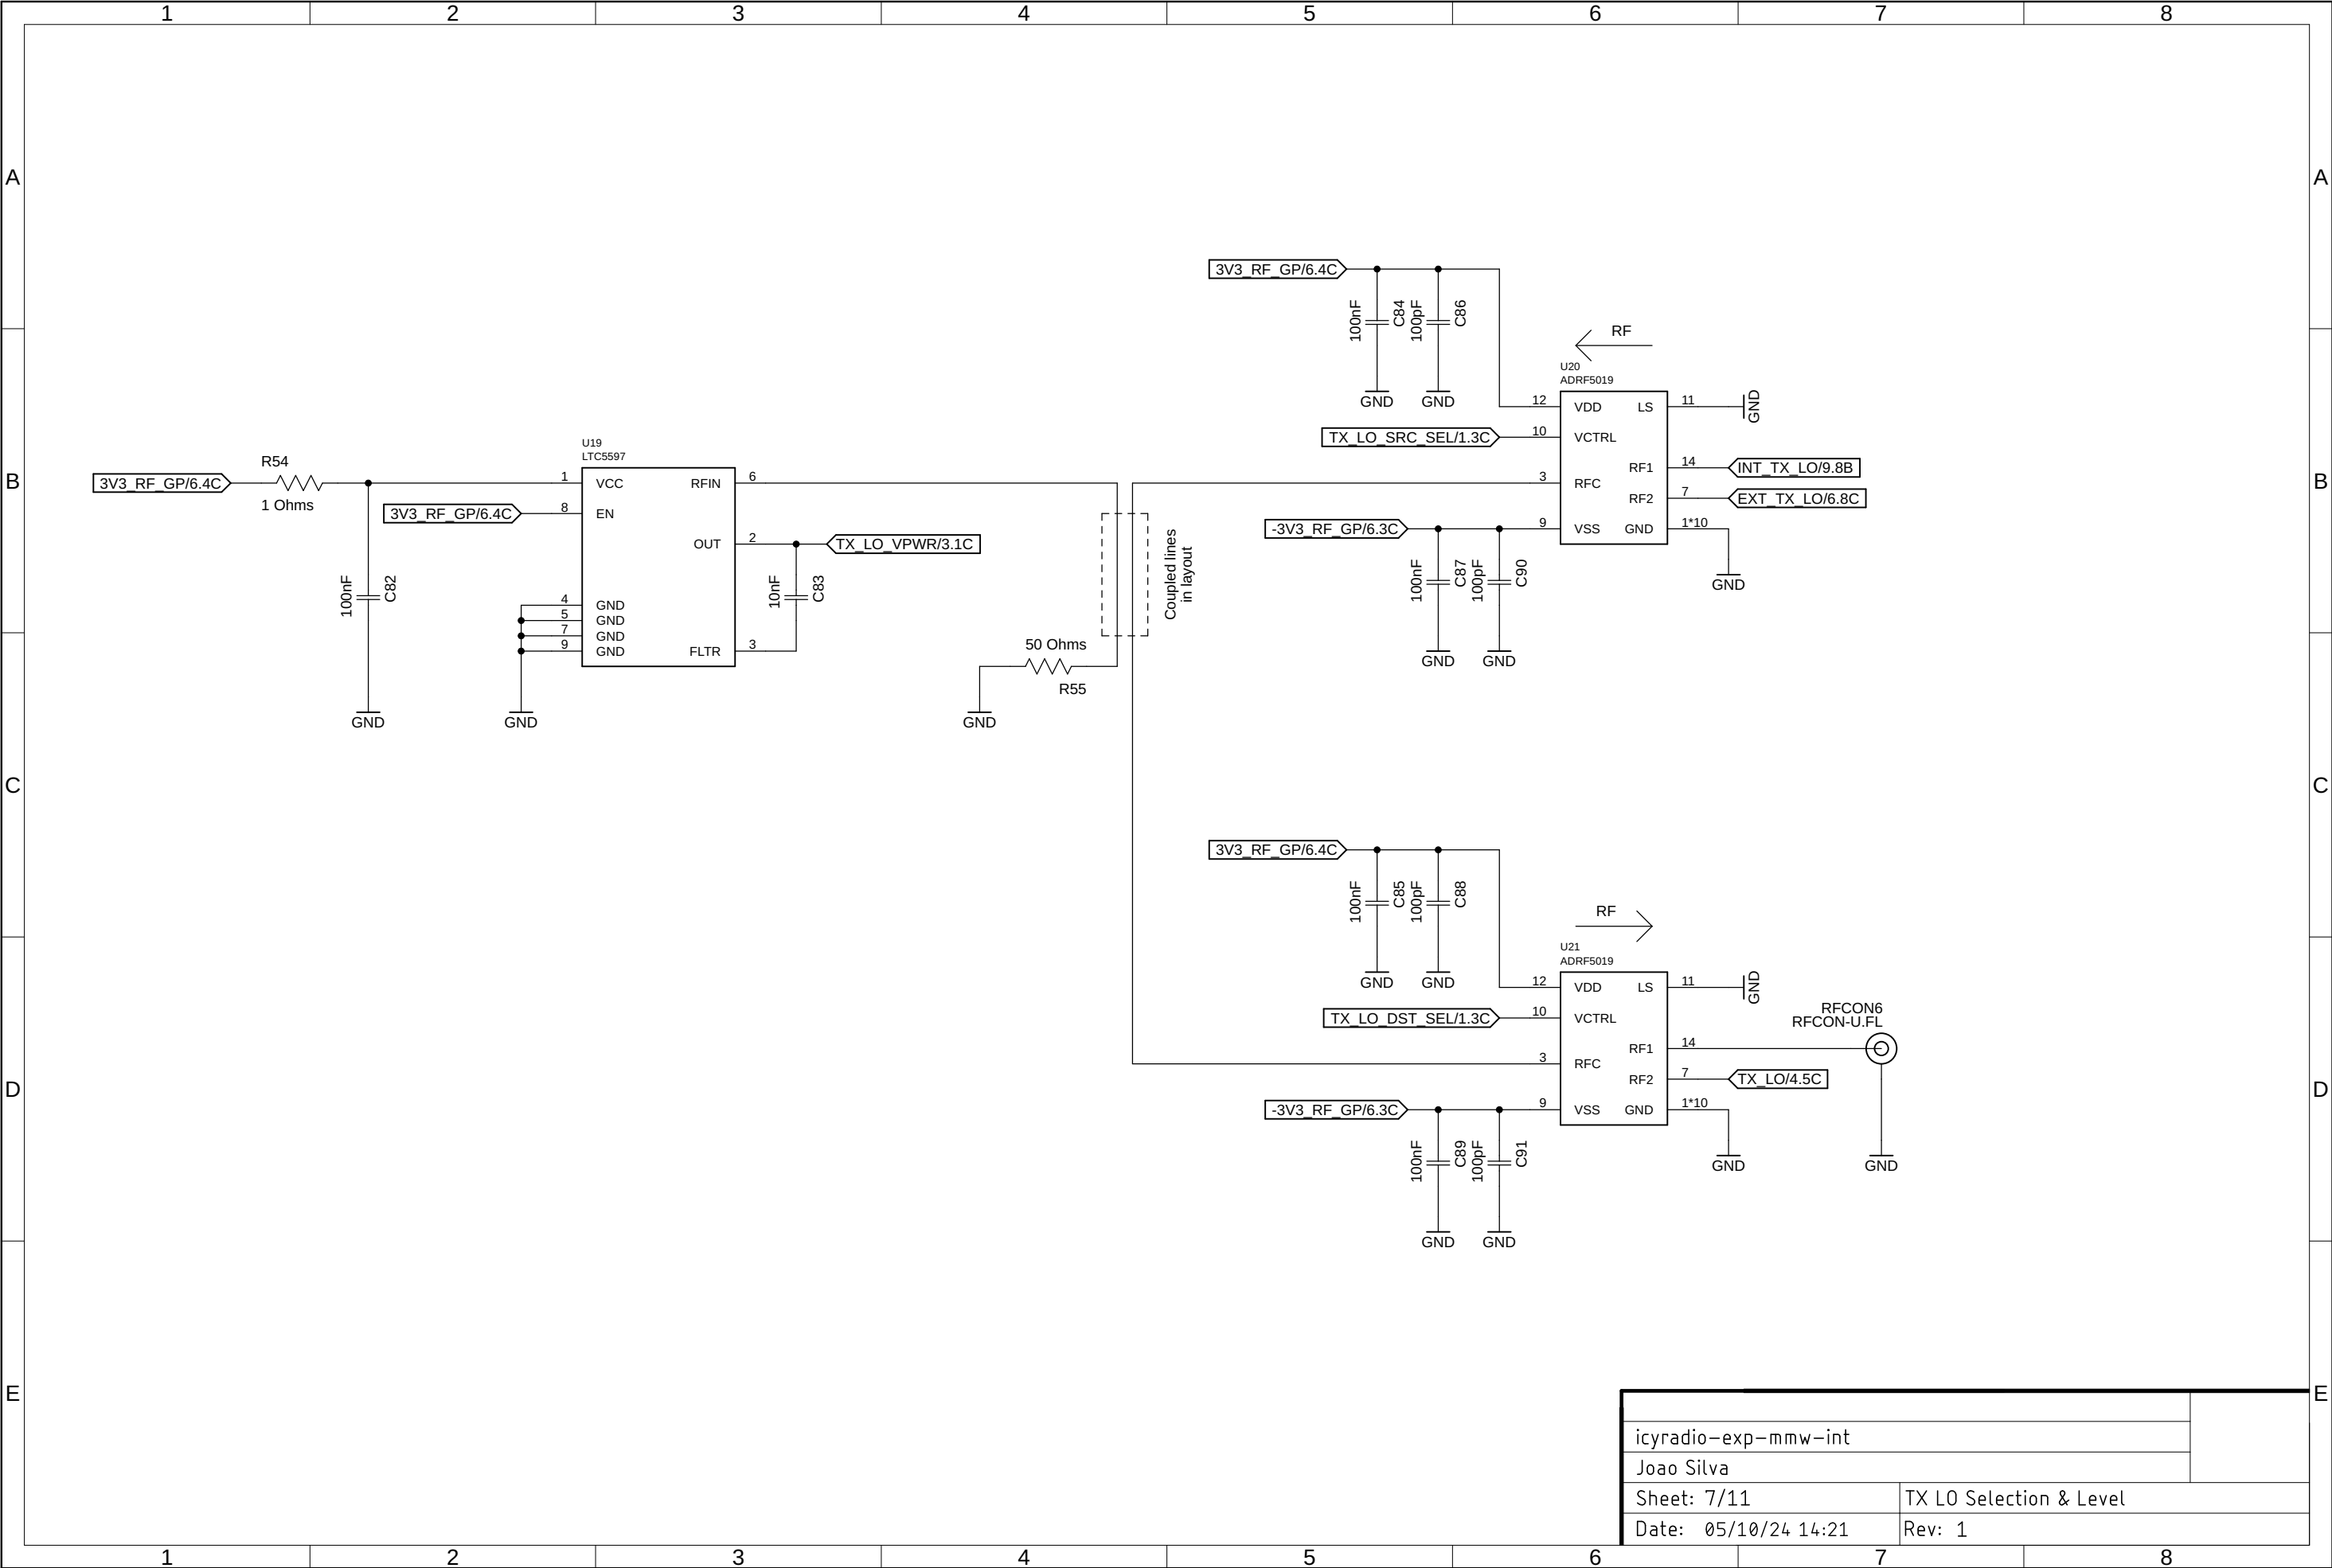 1 2 3 4 5 6 7 8
A A
3V3_RF_GP/6.4C
100nF C84
100pF C86
GND GND
RF
U20
ADRF5019
12 VDD LS 11 GND
TX_LO_SRC_SEL/1.3C 10 VCTRL
RF1 14 INT_TX_LO/9.8B
3 RFC
RF2 7 EXT_TX_LO/6.8C
-3V3_RF_GP/6.3C 9 VSS GND 1*10
GND
100nF C87
100pF C90
GND GND
B B
3V3_RF_GP/6.4C
R54
1 Ohms
100nF C82
GND
U19
LTC5597
1 VCC RFIN 6
3V3_RF_GP/6.4C 8 EN
OUT 2 TX_LO_VPWR/3.1C
10nF C83
4 GND
5 GND
7 GND
9 GND FLTR 3
GND
Coupled lines
in layout
50 Ohms
R55
GND
C C
3V3_RF_GP/6.4C
100nF C85
100pF C88
GND GND
RF
U21
ADRF5019
12 VDD LS 11 GND
TX_LO_DST_SEL/1.3C 10 VCTRL
RFCON6
RFCON-U.FL
RF1 14
3 RFC
RF2 7 TX_LO/4.5C
-3V3_RF_GP/6.3C 9 VSS GND 1*10
GND GND
100nF C89
100pF C91
GND GND
D D
E E
icyradio-exp-mmw-int
Joao Silva
Sheet: 7/11 TX LO Selection & Level
Date: 05/10/24 14:21 Rev: 1
1 2 3 4 5 6 7 8